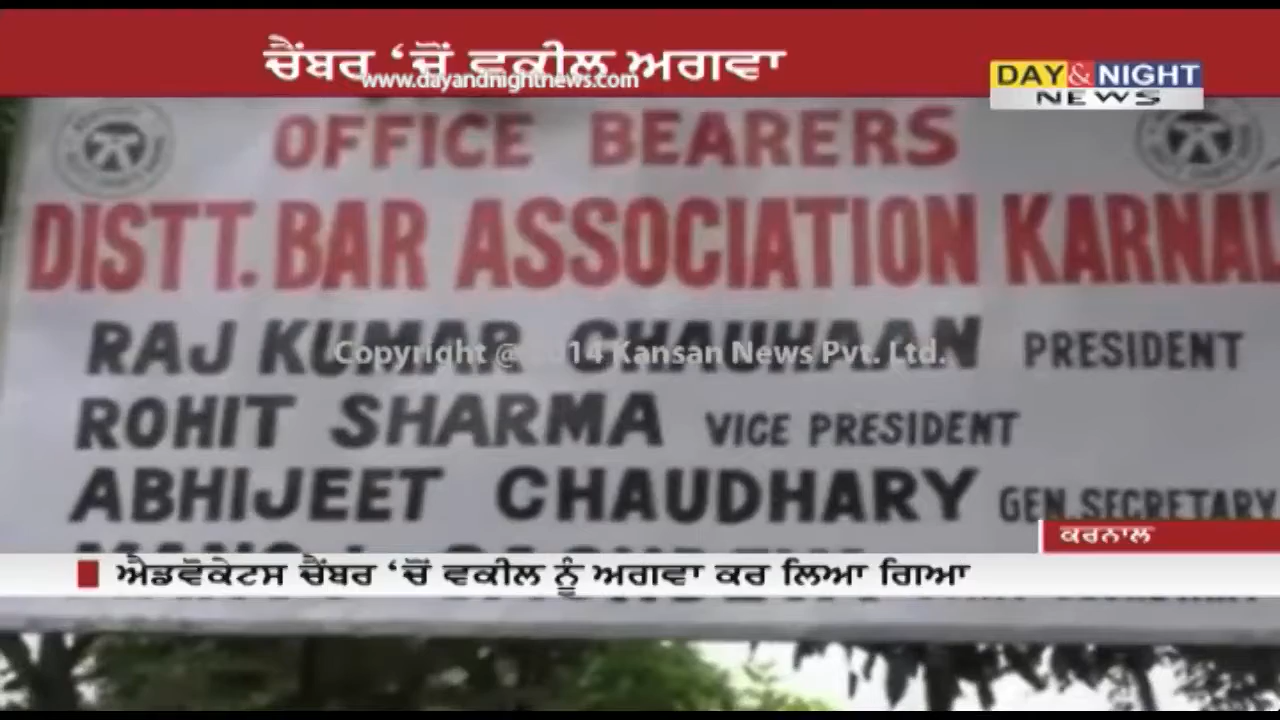 ਚੈਂਬਰ ‘ਚੋਂ ਵਕੀਲ ਅਗਵਾ
www.dayandnightnews.com
DAY&NIGHT
NEWS
OFFICE BEARERS
DISTT. BAR ASSOCIATION KARNAL
RAJ KUMAR CHAUHAAN PRESIDENT
Copyright @ 2014 Kansan News Pvt. Ltd.
ROHIT SHARMA VICE PRESIDENT
ABHIJEET CHAUDHARY GEN. SECRETARY
ਕਰਨਾਲ
ਐਡਵੋਕੇਟਸ ਚੈਂਬਰ ‘ਚੋਂ ਵਕੀਲ ਨੂੰ ਅਗਵਾ ਕਰ ਲਿਆ ਗਿਆ